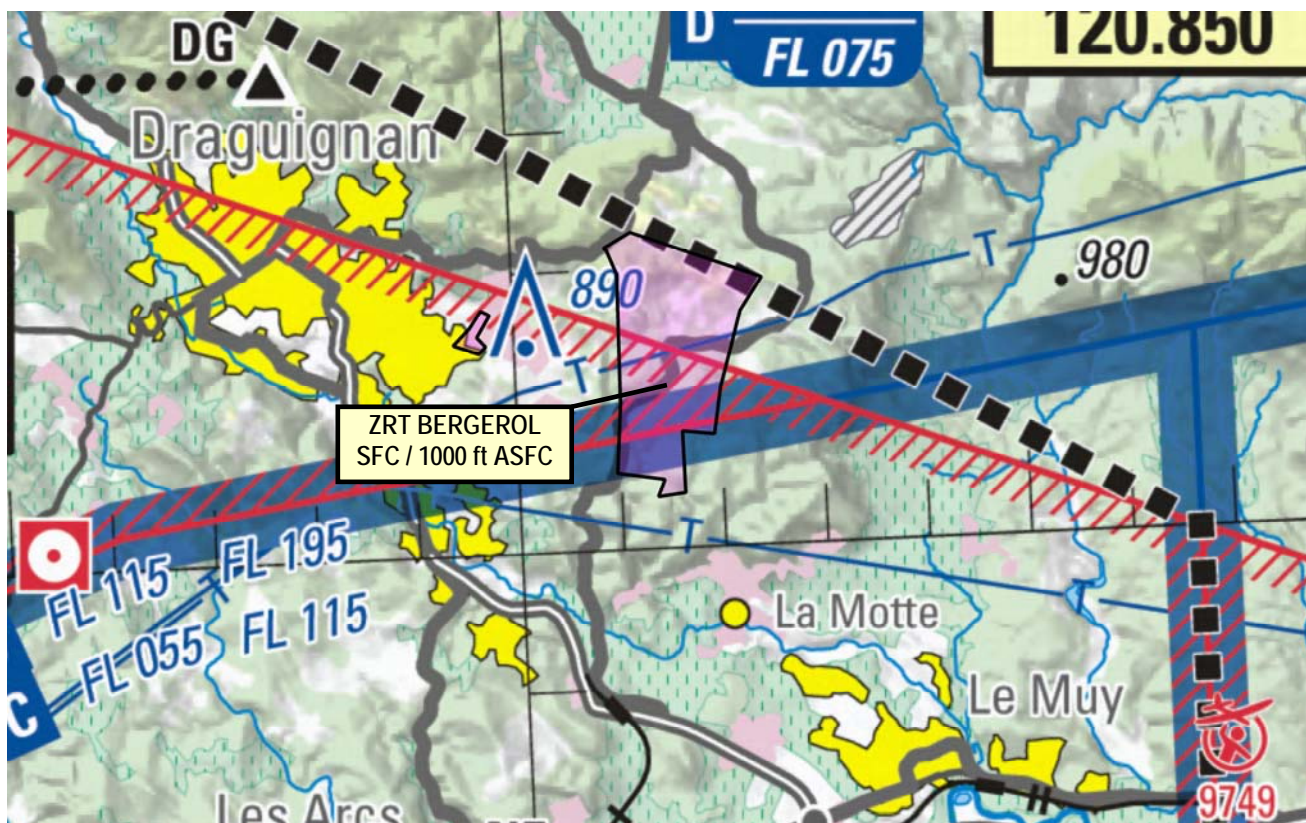 DG
Draguignan
D
FL 075
120.850
T
890
980
T
ZRT BERGEROL
SFC / 1000 ft ASFC
T
FL 115
FL 195
T
FL 055
FL 115
T
La Motte
C
Le Muy
9749
Les Arcs